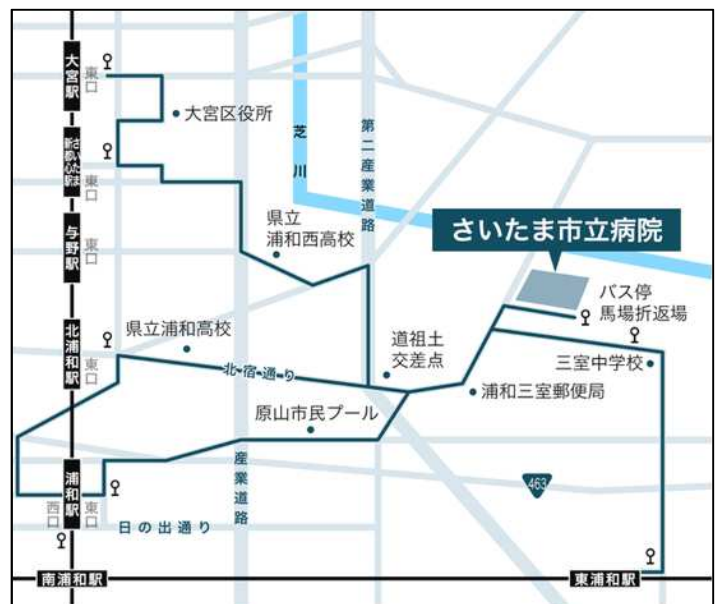 大宮駅
東口
大宮区役所
さいたま
新都心駅
東口
芝川
第二産業道路
県立
浦和西高校
与野駅
東口
さいたま市立病院
バス停
馬場折返場
県立浦和高校
北浦和駅
東口
北宿通り
道祖土
交差点
三室中学校
浦和三室郵便局
原山市民プール
産業道路
463
浦和駅
西口
東口
日の出通り
南浦和駅
東浦和駅